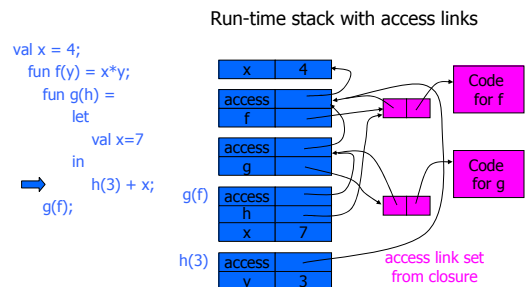 Run-time stack with access links
val x = 4;
fun f(y) = x*y;
fun g(h) =
let
val x=7
in
h(3) + x;
g(f);
x 4
access
f
access
g
g(f)
access
h
x 7
h(3)
access
y 3
Code
for f
Code
for g
access link set
from closure